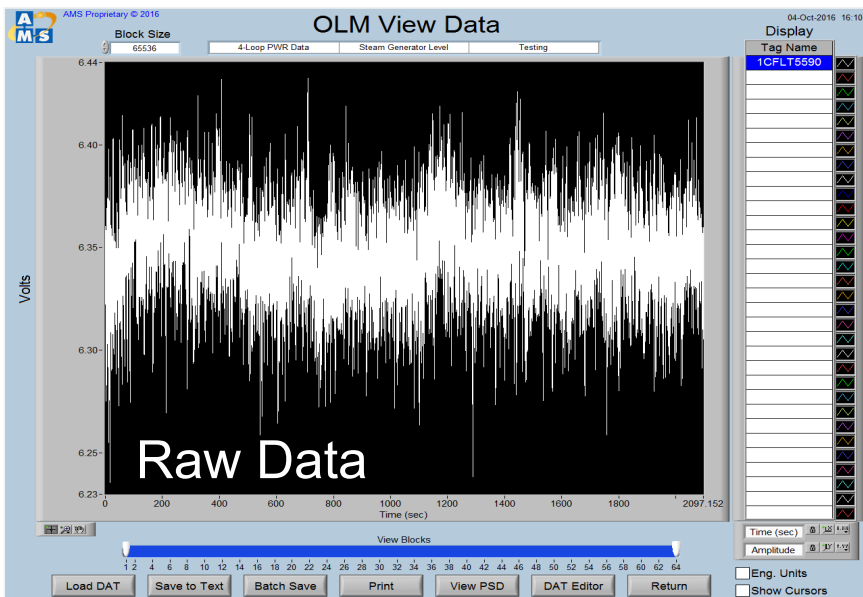 AMS
AMS Proprietary © 2016
OLM View Data
04-Oct-2016 16:10
Block Size
65536
4-Loop PWR Data
Steam Generator Level
Testing
Display
Tag Name
1CFLT5590
Volts
6.44
6.40
6.35
6.30
6.25
6.23
Raw Data
0 200 400 600 800 1000 1200 1400 1600 1800 2097.152
Time (sec)
View Blocks
1 2 4 6 8 10 12 14 16 18 20 22 24 26 28 30 32 34 36 38 40 42 44 46 48 50 52 54 56 58 60 62 64
Time (sec)
Amplitude
Load DAT
Save to Text
Batch Save
Print
View PSD
DAT Editor
Return
Eng. Units
Show Cursors